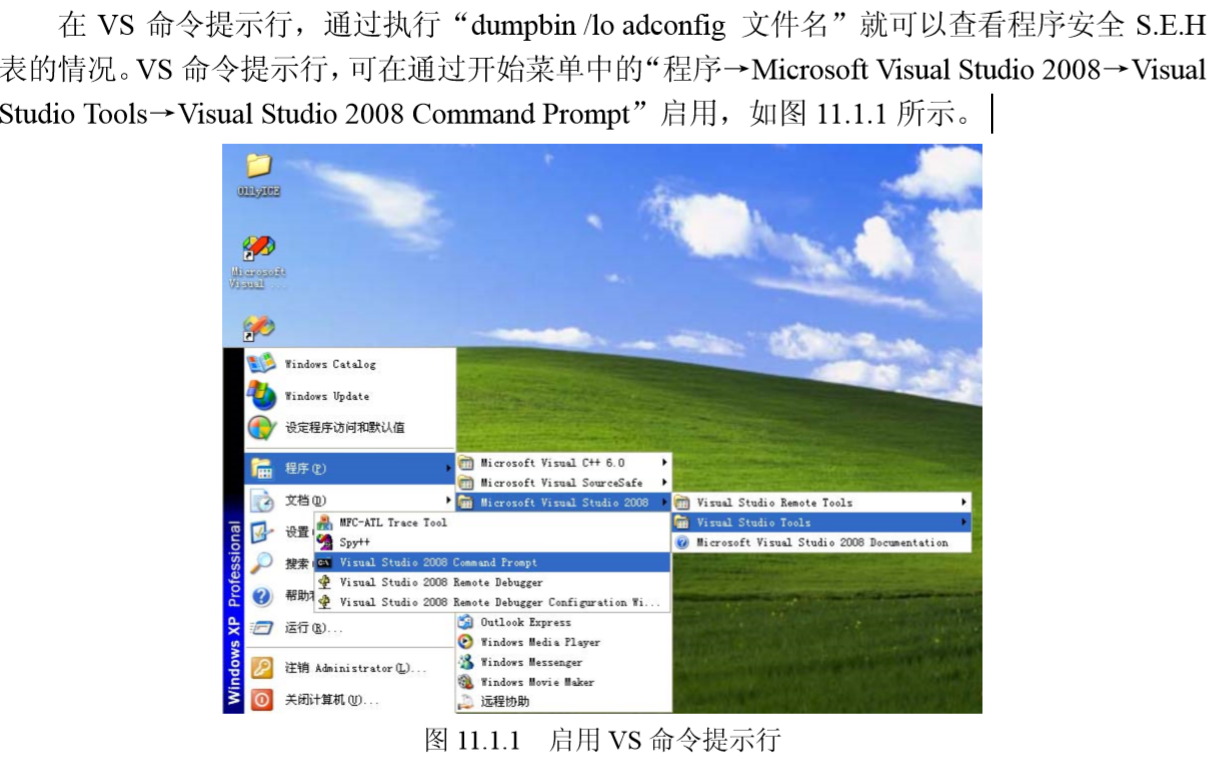 在 VS 命令提示行，通过执行“dumpbin /lo adconfig 文件名”就可以查看程序安全 S.E.H
表的情况。VS 命令提示行，可在通过开始菜单中的“程序→Microsoft Visual Studio 2008→Visual
Studio Tools→Visual Studio 2008 Command Prompt”启用，如图 11.1.1 所示。
OllyICE
Microsoft
Visual ...
Windows Catalog
Windows Update
设定程序访问和默认值
程序(P)
Microsoft Visual C++ 6.0
Microsoft Visual SourceSafe
文档(D)
Microsoft Visual Studio 2008
Visual Studio Remote Tools
设置
MFC-ATL Trace Tool
Visual Studio Tools
Spy++
Microsoft Visual Studio 2008 Documentation
搜索
Visual Studio 2008 Command Prompt
Visual Studio 2008 Remote Debugger
帮助
Visual Studio 2008 Remote Debugger Configuration Wi...
运行(R)...
Outlook Express
Windows Media Player
注销 Administrator(L)...
Windows Messenger
Windows Movie Maker
关闭计算机(U)...
远程协助
Windows XP Professional
图 11.1.1 启用 VS 命令提示行